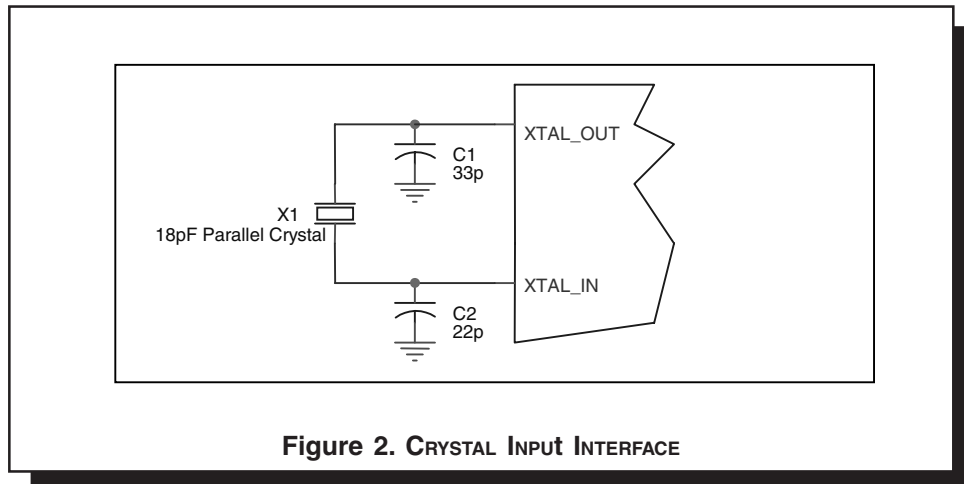 XTAL_OUT
C1
33p
X1
18pF Parallel Crystal
XTAL_IN
C2
22p
Figure 2. CRYSTAL INPUT INTERFACE